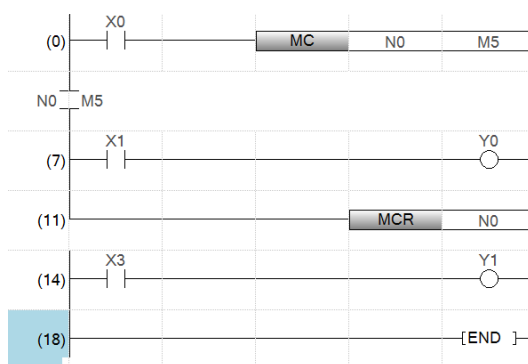 X0
(0) MC N0 M5
N0 M5
X1 Y0
(7)
(11) MCR N0
X3 Y1
(14)
(18) [END ]